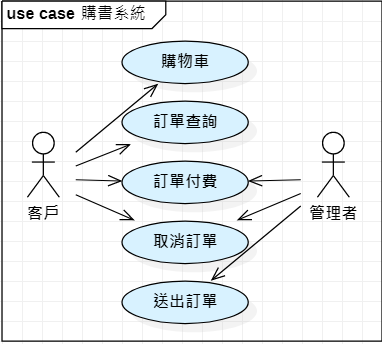 use case 購書系統
購物車
訂單查詢
訂單付費
客戶
管理者
取消訂單
送出訂單